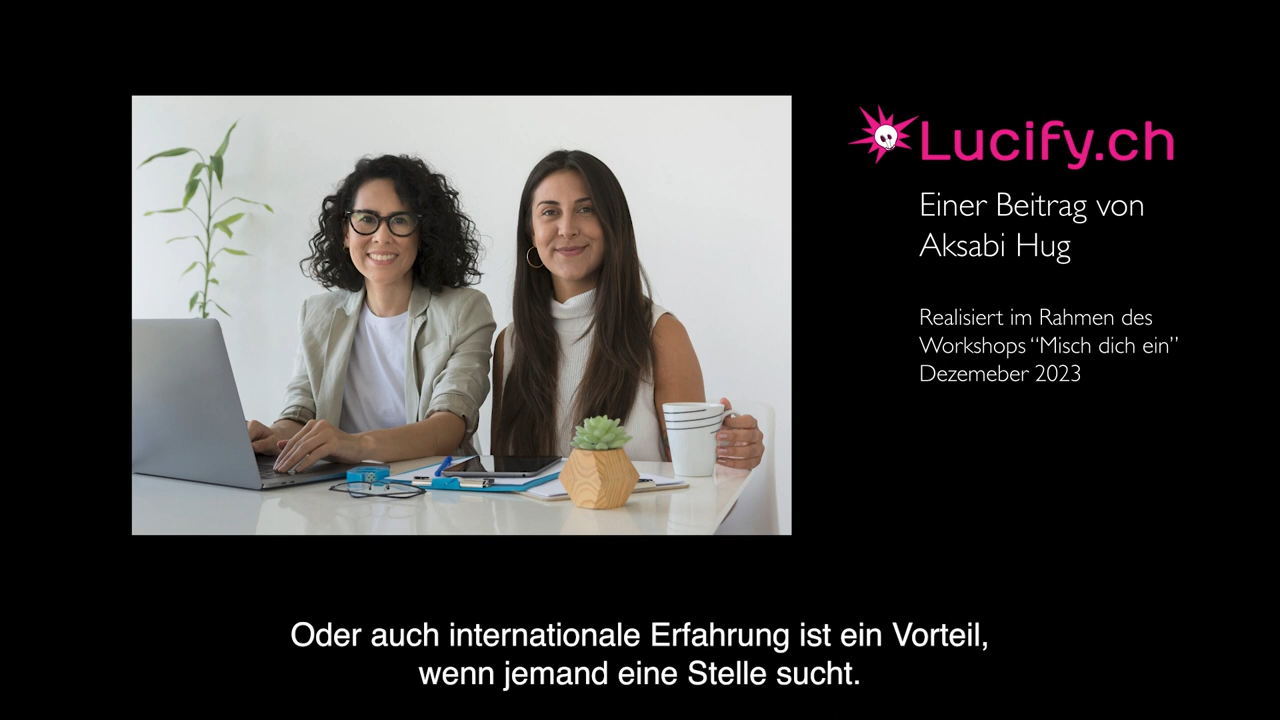 Lucify.ch
Einer Beitrag von
Aksabi Hug
Realisiert im Rahmen des
Workshops “Misch dich ein”
Dezemeber 2023
Oder auch internationale Erfahrung ist ein Vorteil,
wenn jemand eine Stelle sucht.